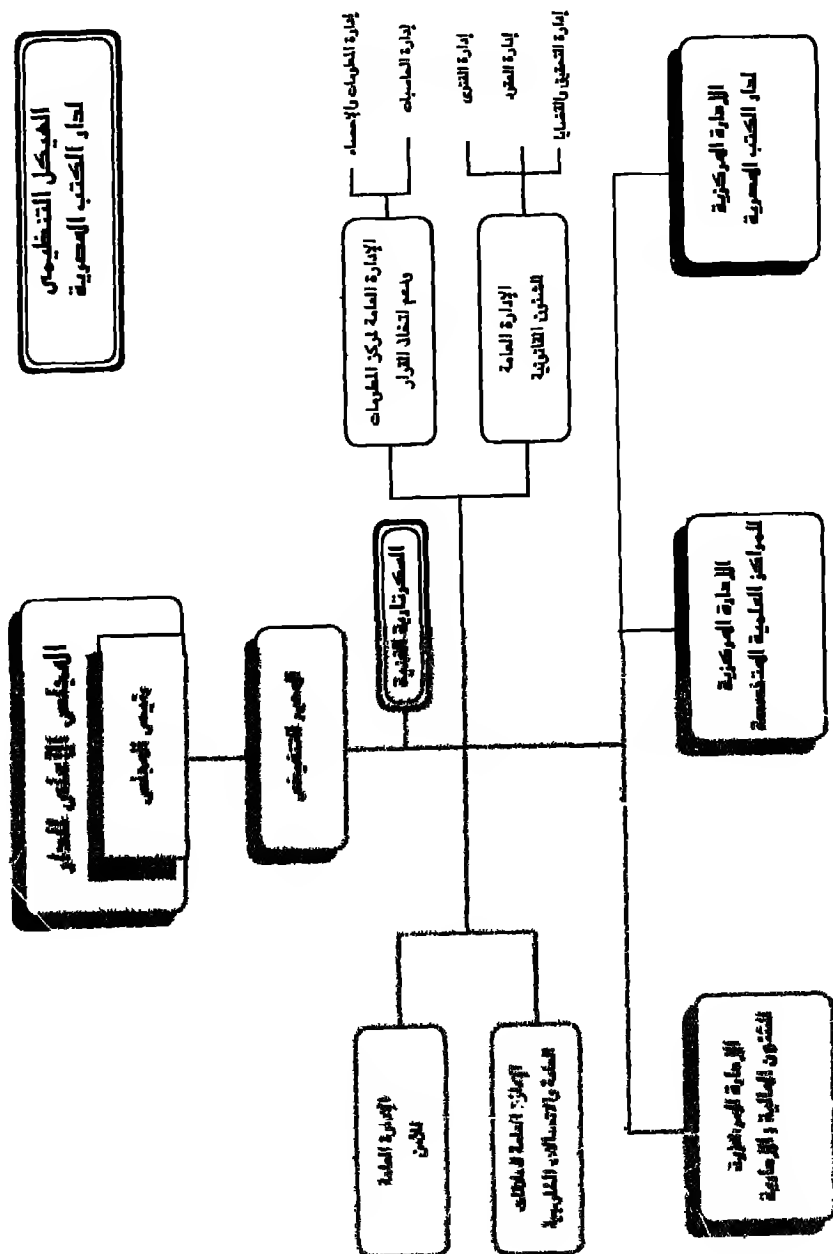 الهيكل التنظيمى
لدار الكتب المصرية
المجلس الأعلى للدار
رئيس المجلس
المدير التنفيذى
السكرتارية الفنية
الإدارة العامة لمركز المعلومات
ودعم اتخاذ القرار
إدارة المعلومات والإحصاء
إدارة الحاسبات
الإدارة العامة
للشئون القانونية
إدارة الفتوى
إدارة العقود
إدارة التحقيق والقضايا
الإدارة العامة
للأمن
الإدارة العامة للعلاقات
العامة والاتصالات الخارجية
الإدارة المركزية
لدار الكتب المصرية
الإدارة المركزية
للمراكز العلمية المتخصصة
الإدارة المركزية
للشئون المالية والإدارية